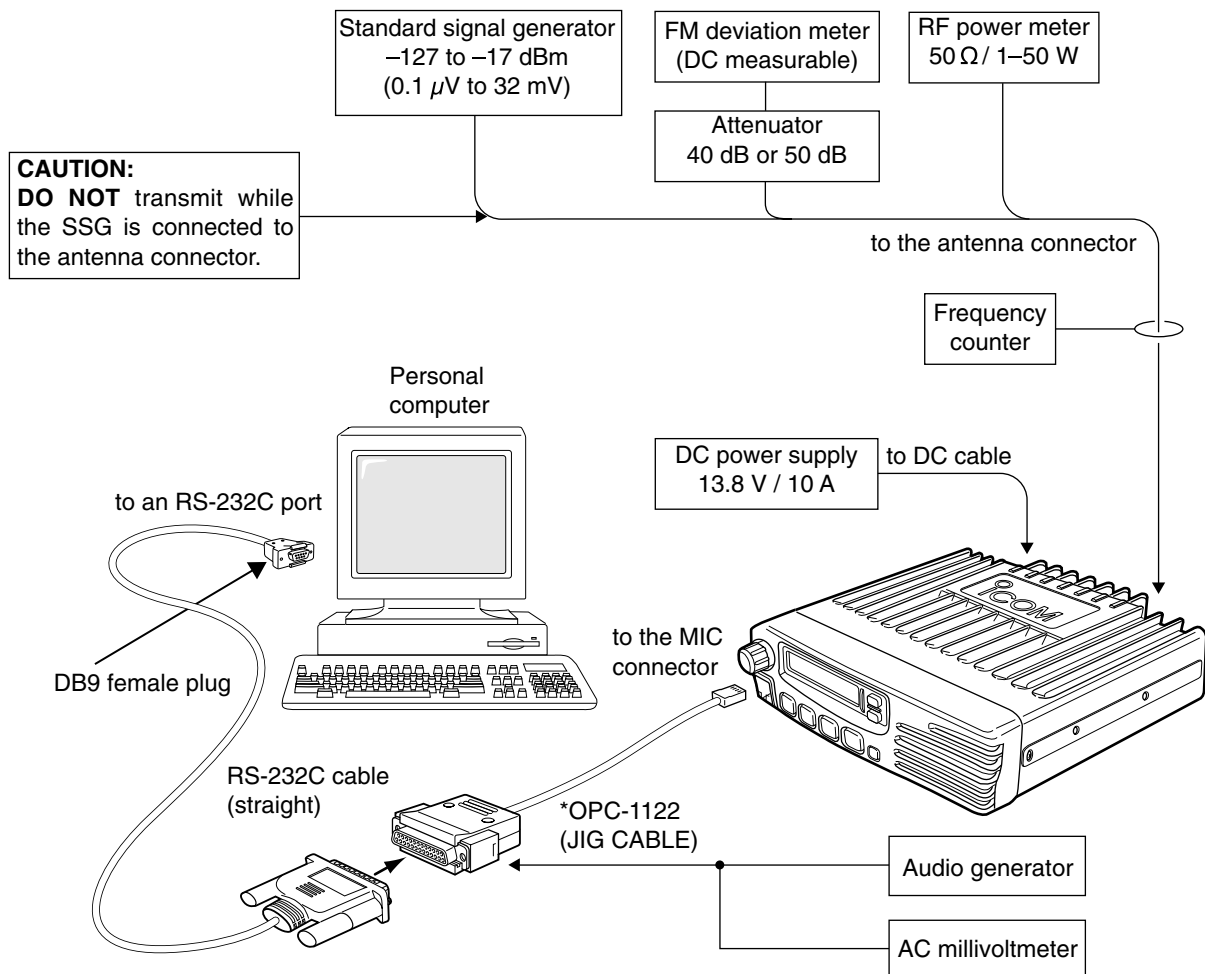 Standard signal generator
–127 to –17 dBm
(0.1 µV to 32 mV)
FM deviation meter
(DC measurable)
RF power meter
50 Ω / 1–50 W
Attenuator
40 dB or 50 dB
CAUTION:
DO NOT transmit while
the SSG is connected to
the antenna connector.
to the antenna connector
Frequency
counter
Personal
computer
DC power supply
13.8 V / 10 A
to DC cable
to an RS-232C port
ICOM
to the MIC
connector
DB9 female plug
RS-232C cable
(straight)
*OPC-1122
(JIG CABLE)
Audio generator
AC millivoltmeter